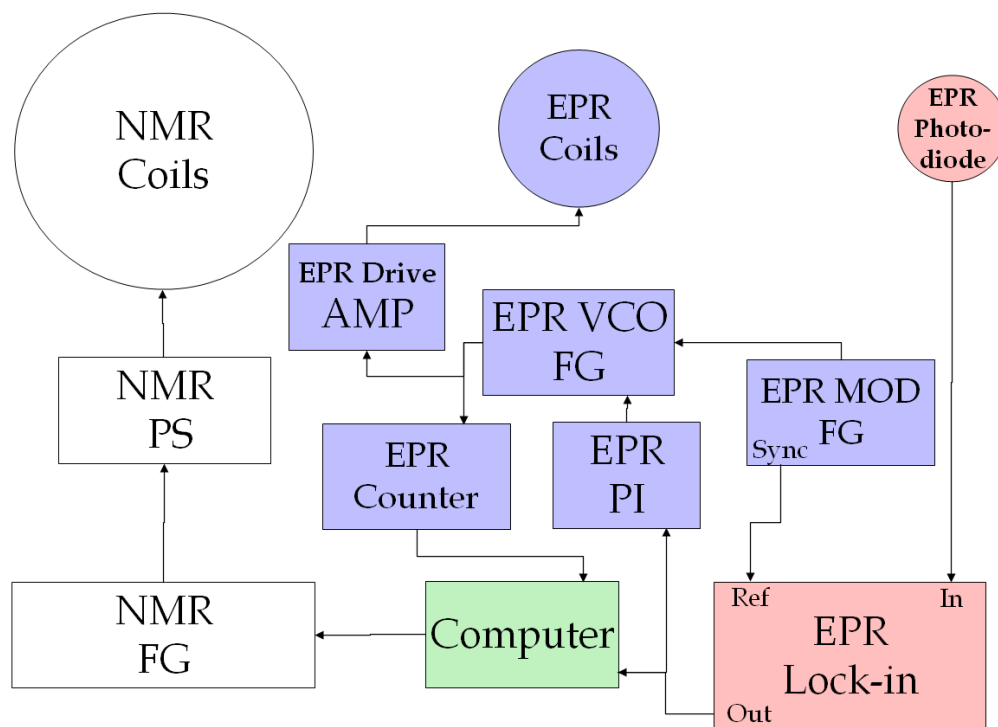 NMR
Coils
EPR
Coils
EPR
Photo-
diode
EPR Drive
AMP
EPR VCO
FG
NMR
PS
EPR MOD
FG
Sync
EPR
Counter
EPR
PI
NMR
FG
Computer
Ref
In
EPR
Lock-in
Out